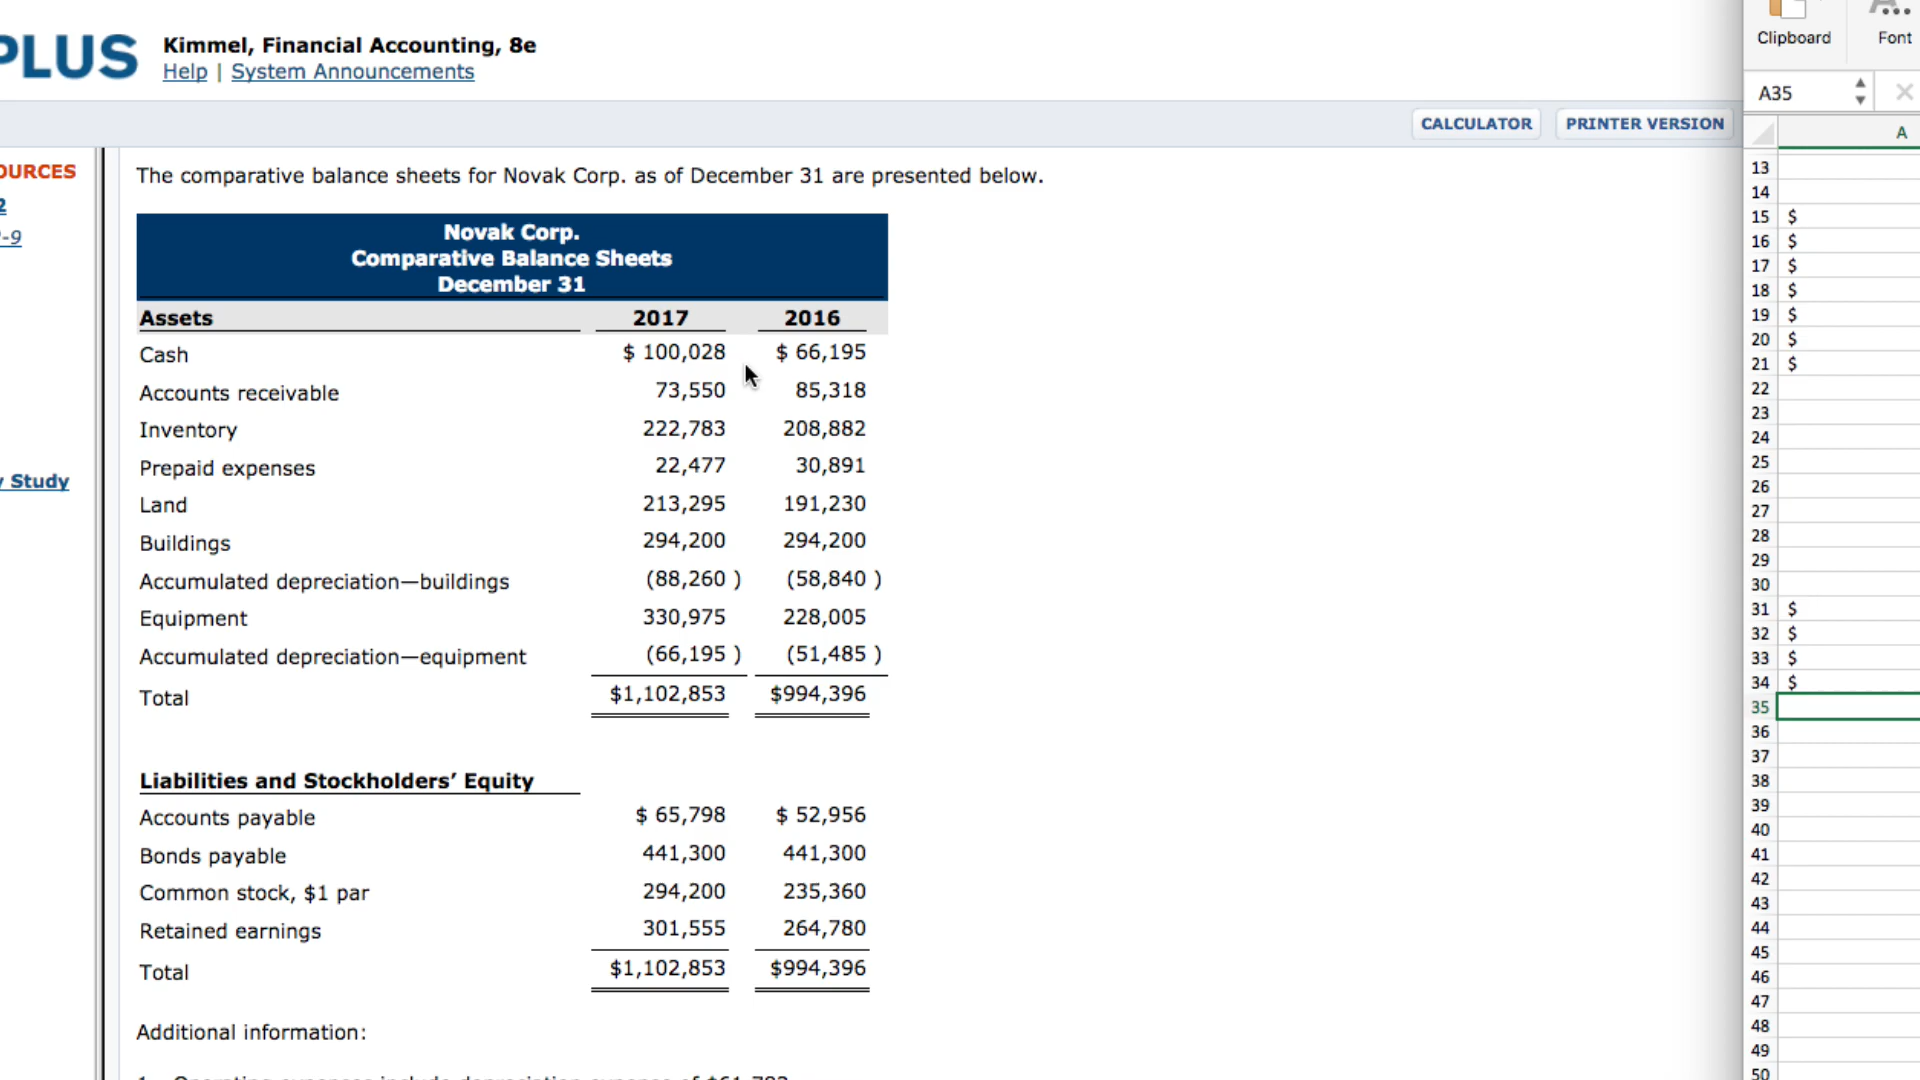 PLUS
Kimmel, Financial Accounting, 8e
Help | System Announcements
CALCULATOR
PRINTER VERSION
OURCES
2
-9
Study
The comparative balance sheets for Novak Corp. as of December 31 are presented below.
Novak Corp.
Comparative Balance Sheets
December 31
Assets 2017 2016
Cash $ 100,028 $ 66,195
Accounts receivable 73,550 85,318
Inventory 222,783 208,882
Prepaid expenses 22,477 30,891
Land 213,295 191,230
Buildings 294,200 294,200
Accumulated depreciation—buildings (88,260 ) (58,840 )
Equipment 330,975 228,005
Accumulated depreciation—equipment (66,195 ) (51,485 )
Total $1,102,853 $994,396
Liabilities and Stockholders’ Equity
Accounts payable $ 65,798 $ 52,956
Bonds payable 441,300 441,300
Common stock, $1 par 294,200 235,360
Retained earnings 301,555 264,780
Total $1,102,853 $994,396
Additional information:
Clipboard Font
A35
A
13
14
15 $
16 $
17 $
18 $
19 $
20 $
21 $
22
23
24
25
26
27
28
29
30
31 $
32 $
33 $
34 $
35
36
37
38
39
40
41
42
43
44
45
46
47
48
49
50